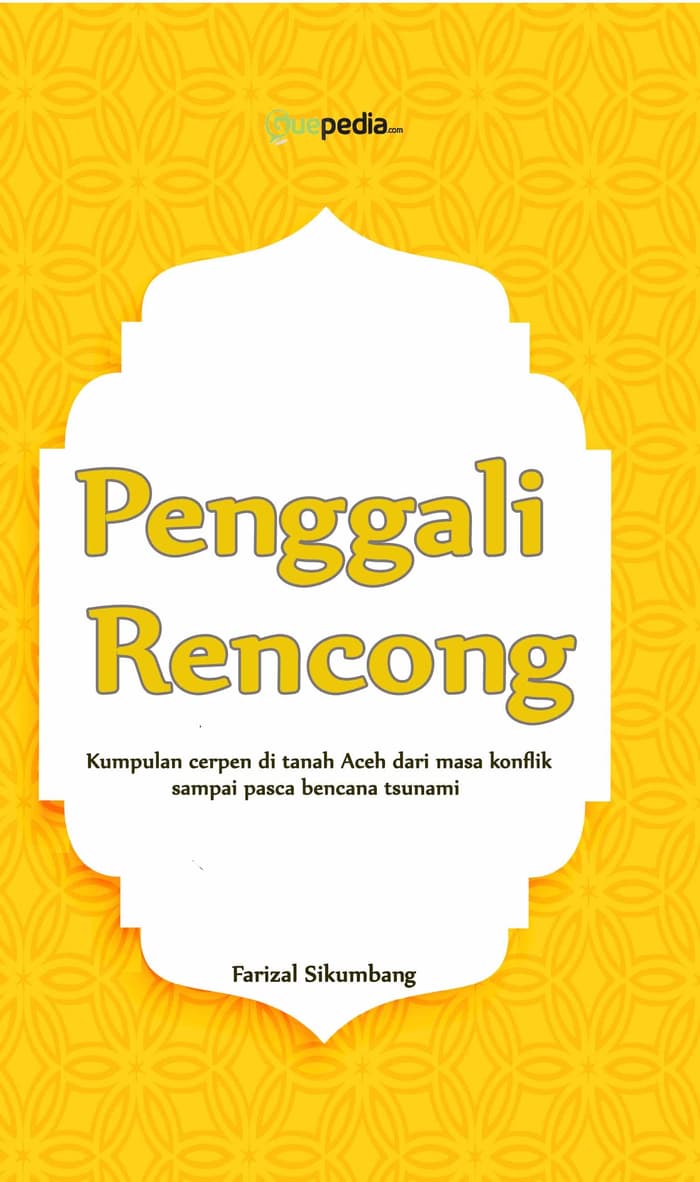 Guepedia.com
Penggali
Rencong
Kumpulan cerpen di tanah Aceh dari masa konflik
sampai pasca bencana tsunami
Farizal Sikumbang